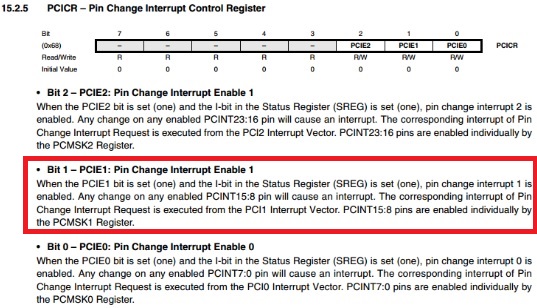 15.2.5 PCICR – Pin Change Interrupt Control Register
Bit 7 6 5 4 3 2 1 0
(0x68) – – – – – PCIE2 PCIE1 PCIE0 PCICR
Read/Write R R R R R R/W R/W R/W
Initial Value 0 0 0 0 0 0 0 0
• Bit 2 – PCIE2: Pin Change Interrupt Enable 1
When the PCIE2 bit is set (one) and the I-bit in the Status Register (SREG) is set (one), pin change interrupt 2 is
enabled. Any change on any enabled PCINT23:16 pin will cause an interrupt. The corresponding interrupt of Pin
Change Interrupt Request is executed from the PCI2 Interrupt Vector. PCINT23:16 pins are enabled individually by
the PCMSK2 Register.
• Bit 1 – PCIE1: Pin Change Interrupt Enable 1
When the PCIE1 bit is set (one) and the I-bit in the Status Register (SREG) is set (one), pin change interrupt 1 is
enabled. Any change on any enabled PCINT15:8 pin will cause an interrupt. The corresponding interrupt of Pin
Change Interrupt Request is executed from the PCI1 Interrupt Vector. PCINT15:8 pins are enabled individually by
the PCMSK1 Register.
• Bit 0 – PCIE0: Pin Change Interrupt Enable 0
When the PCIE0 bit is set (one) and the I-bit in the Status Register (SREG) is set (one), pin change interrupt 0 is
enabled. Any change on any enabled PCINT7:0 pin will cause an interrupt. The corresponding interrupt of Pin
Change Interrupt Request is executed from the PCI0 Interrupt Vector. PCINT7:0 pins are enabled individually by
the PCMSK0 Register.